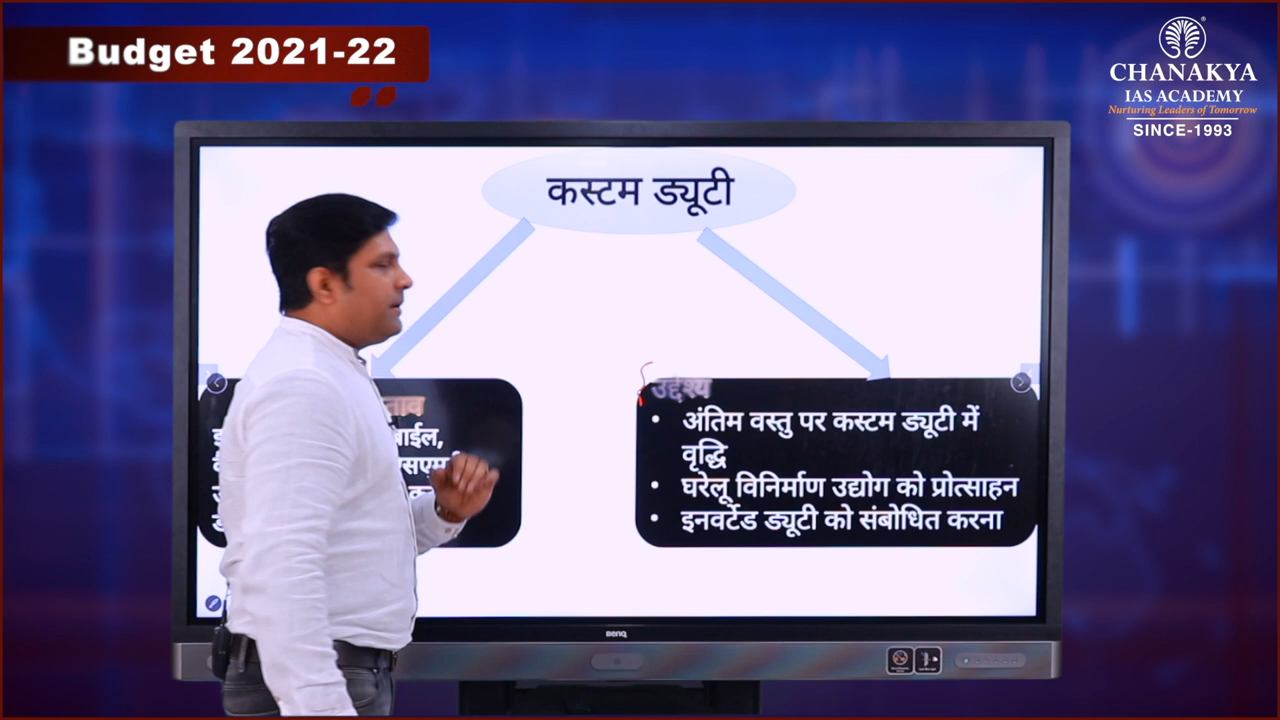 Budget 2021-22
CHANAKYA
IAS ACADEMY
Nurturing Leaders of Tomorrow
SINCE-1993
कस्टम ड्यूटी
उद्देश्य
• अंतिम वस्तु पर कस्टम ड्यूटी में
वृद्धि
• घरेलू विनिर्माण उद्योग को प्रोत्साहन
• इनवर्टेड ड्यूटी को संबोधित करना
BenQ